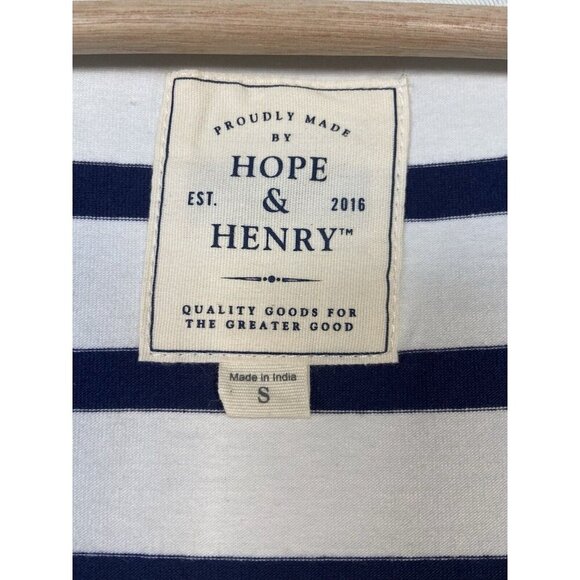 PROUDLY MADE
BY
HOPE
EST. & 2016
HENRY™
QUALITY GOODS FOR
THE GREATER GOOD
Made in India
S